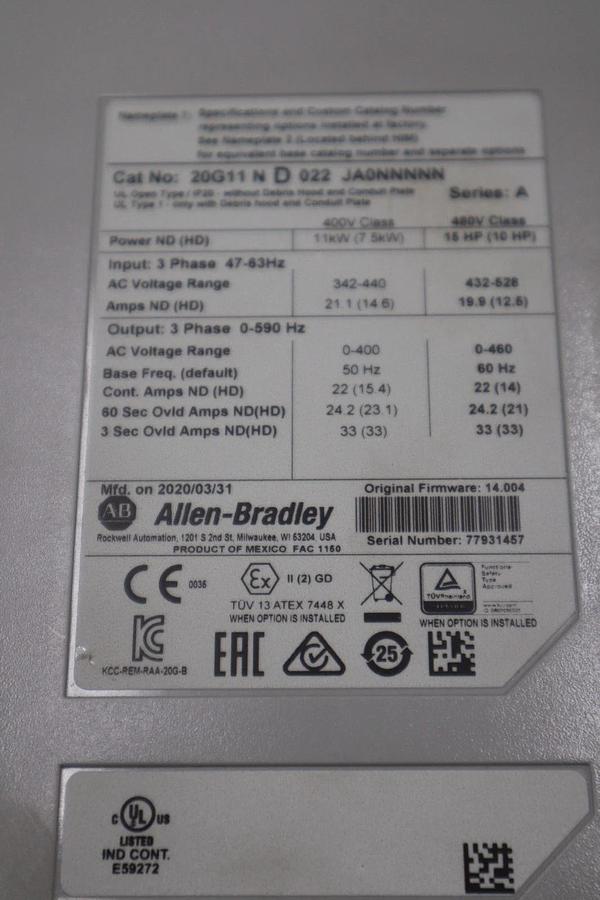 Nameplate 1: Specifications and Custom Catalog Number
representing options installed at factory.
See Nameplate 2 (Located behind HIM)
for equivalent base catalog number and separate options
Cat No: 20G11 N D 022 JA0NNNNN
UL Open Type / IP20 - without Debris Hood and Conduit Plate
UL Type 1 - only with Debris hood and Conduit Plate
Series: A
400V Class 480V Class
Power ND (HD) 11kW (7.5kW) 15 HP (10 HP)
Input: 3 Phase 47-63Hz
AC Voltage Range 342-440 432-528
Amps ND (HD) 21.1 (14.6) 19.9 (12.6)
Output: 3 Phase 0-590 Hz
AC Voltage Range 0-400 0-460
Base Freq. (default) 50 Hz 60 Hz
Cont. Amps ND (HD) 22 (15.4) 22 (14)
60 Sec Ovld Amps ND(HD) 24.2 (23.1) 24.2 (21)
3 Sec Ovld Amps ND(HD) 33 (33) 33 (33)
Mfd. on 2020/03/31 Original Firmware: 14.004
AB Allen-Bradley
Rockwell Automation, 1201 S 2nd St, Milwaukee, WI 53204, USA
PRODUCT OF MEXICO FAC 1160
Serial Number: 77931457
CE 0035
Ex II (2) GD
TÜV 13 ATEX 7448 X
WHEN OPTION IS INSTALLED
TÜVRheinland
Functional
Safety
Type
Approved
WHEN OPTION IS INSTALLED
KCC-REM-RAA-20G-B
EAC
25
C UL US
LISTED
IND CONT.
E59272